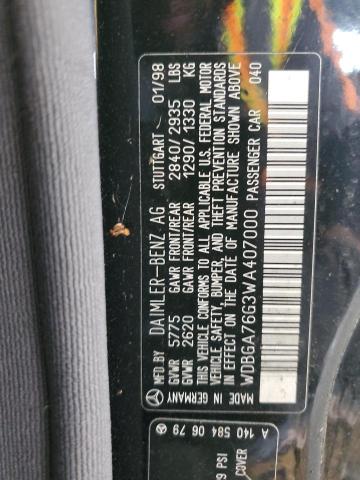 MADE IN GERMANY
DAIMLER-BENZ AG STUTTGART 01/98
GVWR 5775 GAWR FRONT/REAR 2840/2935 LBS
GVWR 2620 GAWR FRONT/REAR 1290/1330 KG
THIS VEHICLE CONFORMS TO ALL APPLICABLE U.S. FEDERAL MOTOR
VEHICLE SAFETY, BUMPER, AND THEFT PREVENTION STANDARDS
IN EFFECT ON THE DATE OF MANUFACTURE SHOWN ABOVE
WDBGA76G3WA407000 PASSENGER CAR 040
A 140 584 06 79
9 PSI
COVER